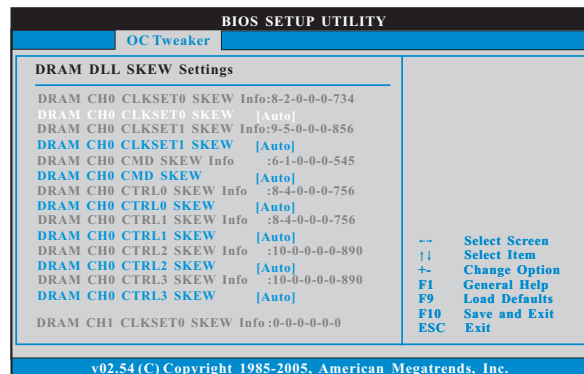 BIOS SETUP UTILITY
OC Tweaker
DRAM DLL SKEW Settings
DRAM CH0 CLKSET0 SKEW Info:8-2-0-0-0-734
DRAM CH0 CLKSET0 SKEW [Auto]
DRAM CH0 CLKSET1 SKEW Info:9-5-0-0-0-856
DRAM CH0 CLKSET1 SKEW [Auto]
DRAM CH0 CMD SKEW Info :6-1-0-0-0-545
DRAM CH0 CMD SKEW [Auto]
DRAM CH0 CTRL0 SKEW Info :8-4-0-0-0-756
DRAM CH0 CTRL0 SKEW [Auto]
DRAM CH0 CTRL1 SKEW Info :8-4-0-0-0-756
DRAM CH0 CTRL1 SKEW [Auto]
DRAM CH0 CTRL2 SKEW Info :10-0-0-0-0-890
DRAM CH0 CTRL2 SKEW [Auto]
DRAM CH0 CTRL3 SKEW Info :10-0-0-0-0-890
DRAM CH0 CTRL3 SKEW [Auto]
DRAM CH1 CLKSET0 SKEW Info :0-0-0-0-0-0
←→ Select Screen
↑↓ Select Item
+- Change Option
F1 General Help
F9 Load Defaults
F10 Save and Exit
ESC Exit
v02.54 (C) Copyright 1985-2005, American Megatrends, Inc.